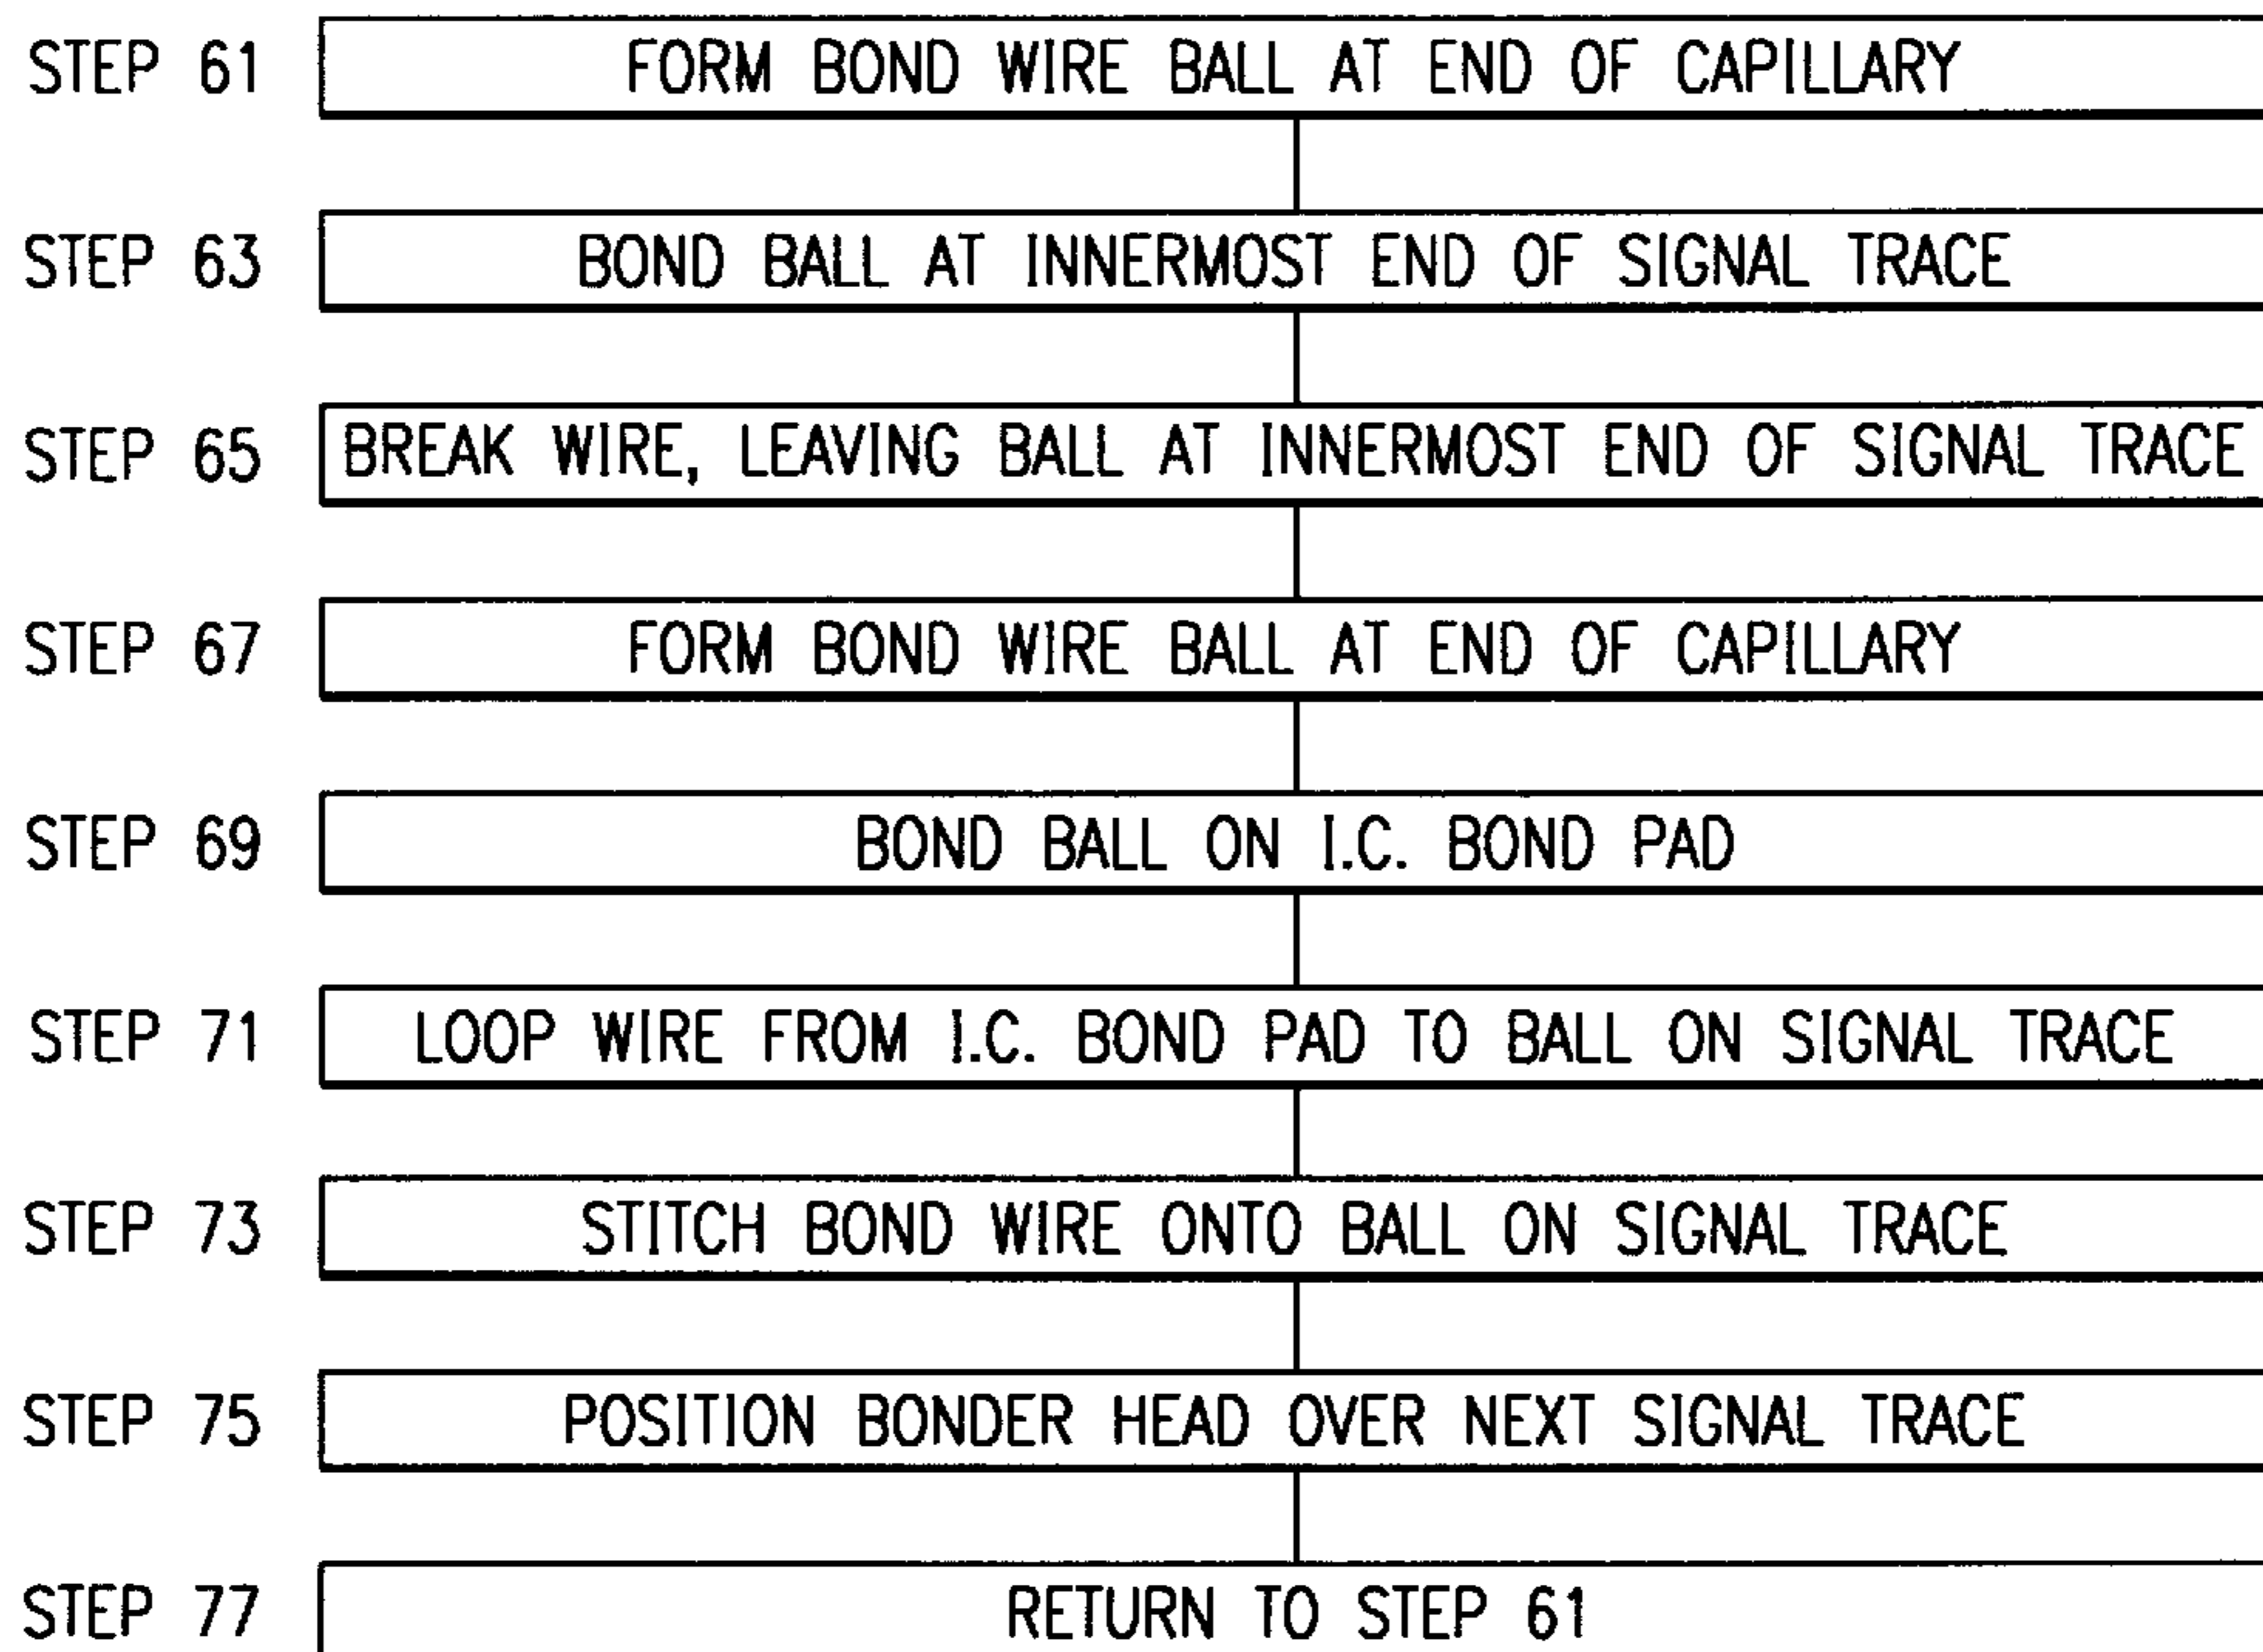 STEP 61 FORM BOND WIRE BALL AT END OF CAPILLARY
STEP 63 BOND BALL AT INNERMOST END OF SIGNAL TRACE
STEP 65 BREAK WIRE, LEAVING BALL AT INNERMOST END OF SIGNAL TRACE
STEP 67 FORM BOND WIRE BALL AT END OF CAPILLARY
STEP 69 BOND BALL ON I.C. BOND PAD
STEP 71 LOOP WIRE FROM I.C. BOND PAD TO BALL ON SIGNAL TRACE
STEP 73 STITCH BOND WIRE ONTO BALL ON SIGNAL TRACE
STEP 75 POSITION BONDER HEAD OVER NEXT SIGNAL TRACE
STEP 77 RETURN TO STEP 61